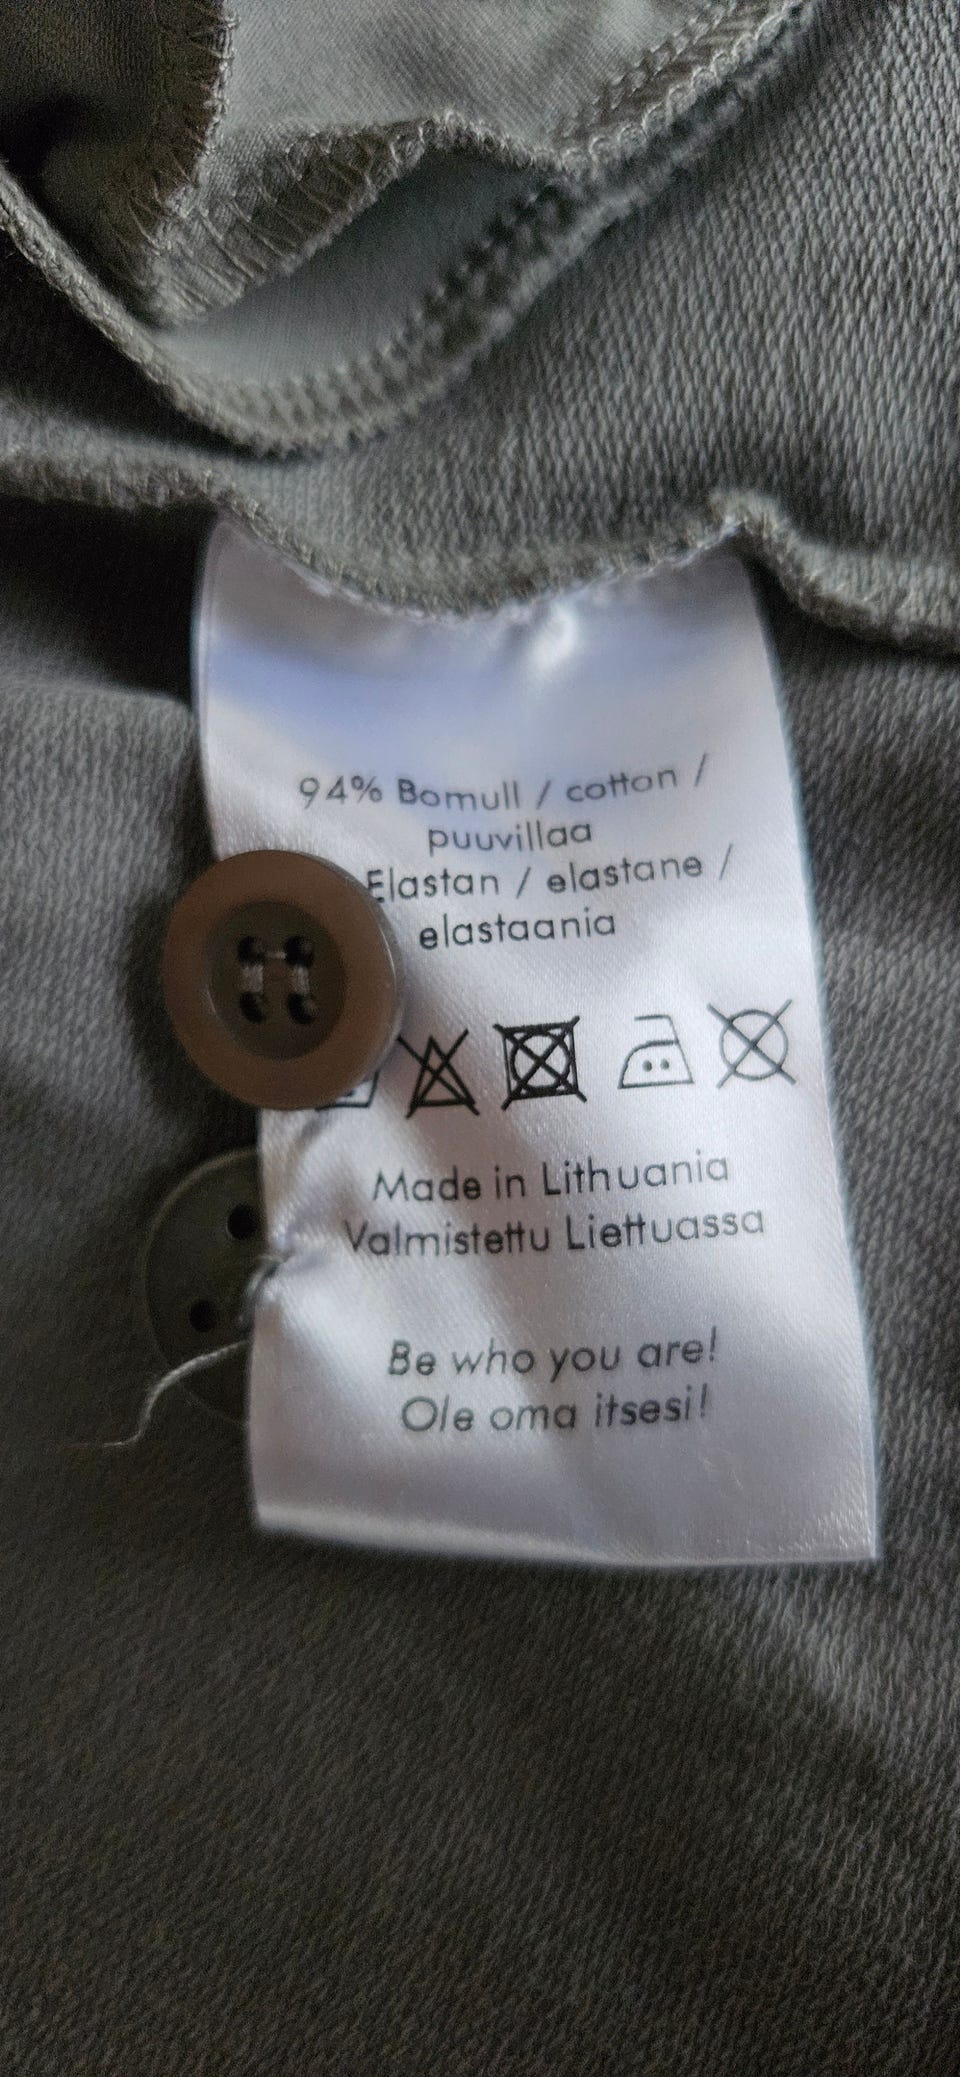 94% Bomull / cotton /
puuvillaa
Elastan / elastane /
elastaania
Made in Lithuania
Valmistettu Liettuassa
Be who you are!
Ole oma itsesi!